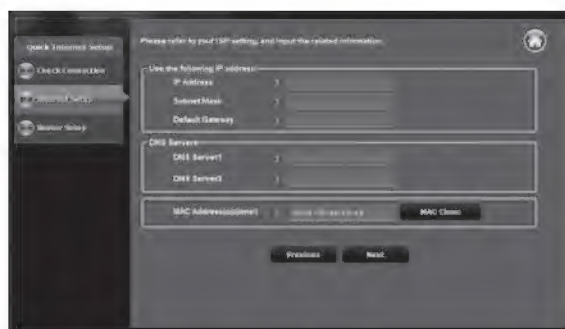 Quick Internet Setup
Check Connection
Internet Setup
Router Setup
Please refer to your ISP setting, and input the related information.
Use the following IP address:
IP Address
Subnet Mask
Default Gateway
DNS Servers
DNS Server1
DNS Server2
MAC Address(optional)
MAC Clone
Previous
Next